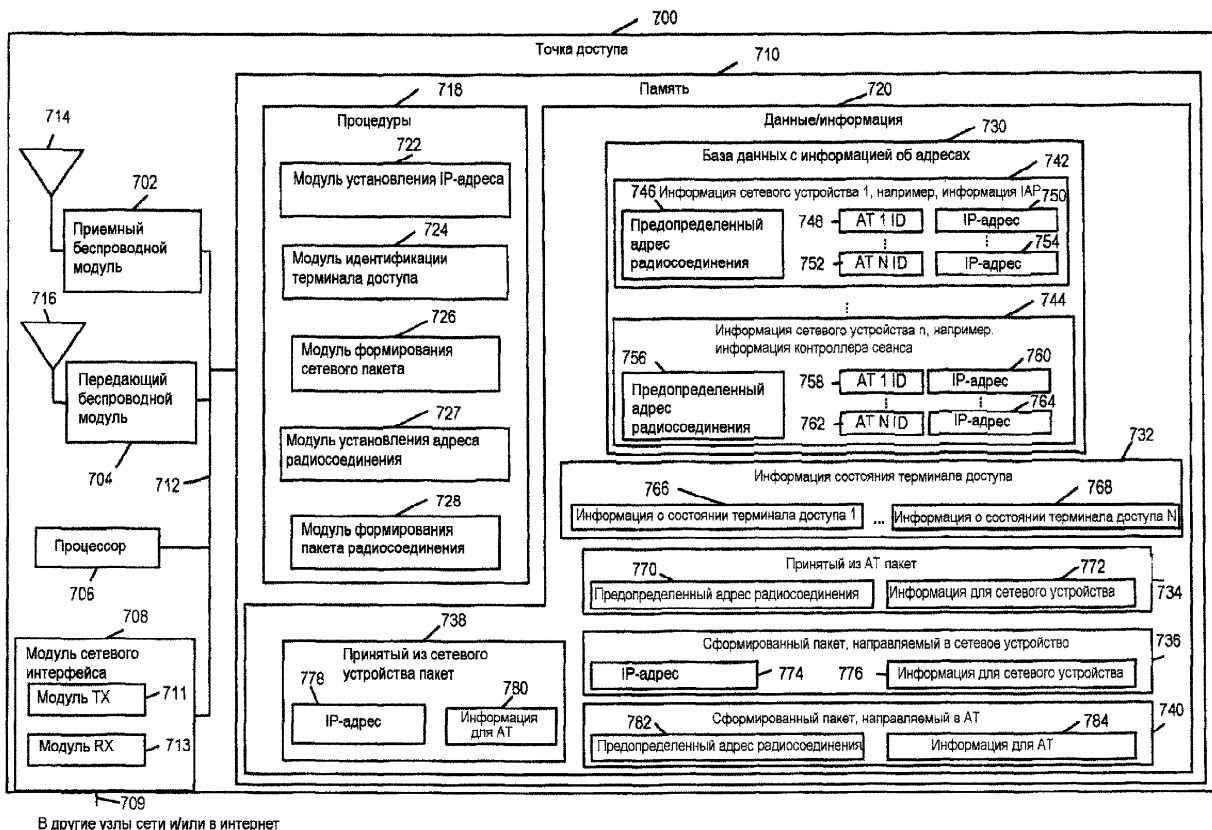 700
Точка доступа
710
Память
718
Процедуры
722
Модуль установления IP-адреса
724
Модуль идентификации
терминала доступа
726
Модуль формирования
сетевого пакета
727
Модуль установления адреса
радиосоединения
728
Модуль формирования
пакета радиосоединения
714
702
Приемный
беспроводной
модуль
716
Передающий
беспроводной
модуль
704
712
Процессор
706
708
Модуль сетевого
интерфейса
Модуль TX
711
Модуль RX
713
709
В другие узлы сети и/или в интернет
720
Данные/информация
730
База данных с информацией об адресах
742
746
Информация сетевого устройства 1, например, информация IAP
Предопределенный
адрес
радиосоединения
748
AT 1 ID
IP-адрес
750
752
AT N ID
IP-адрес
754
744
Информация сетевого устройства n, например.
информация контроллера сеанса
756
Предопределенный
адрес
радиосоединения
758
AT 1 ID
IP-адрес
760
762
AT N ID
IP-адрес
764
732
Информация состояния терминала доступа
766
Информация о состоянии терминала доступа 1
...
768
Информация о состоянии терминала доступа N
Принятый из АТ пакет
770
Предопределенный адрес радиосоединения
772
Информация для сетевого устройства
734
Сформированный пакет, направляемый в сетевое устройство
736
IP-адрес
774
776
Информация для сетевого устройства
Сформированный пакет, направляемый в АТ
740
782
Предопределенный адрес радиосоединения
784
Информация для АТ
738
Принятый из сетевого
устройства пакет
778
IP-адрес
780
Информация
для АТ